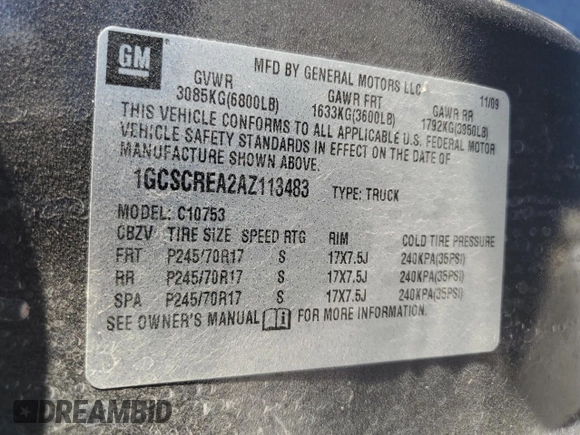 GM
MFD BY GENERAL MOTORS LLC
11/09
GVWR GAWR FRT GAWR RR
3085KG(6800LB) 1633KG(3600LB) 1792KG(3950LB)
THIS VEHICLE CONFORMS TO ALL APPLICABLE U.S. FEDERAL MOTOR
VEHICLE SAFETY STANDARDS IN EFFECT ON THE DATE OF
MANUFACTURE SHOWN ABOVE.
1GCSCREA2AZ113483 TYPE: TRUCK
MODEL: C10753
CBZV TIRE SIZE SPEED RTG RIM COLD TIRE PRESSURE
FRT P245/70R17 S 17X7.5J 240KPA(35PSI)
RR P245/70R17 S 17X7.5J 240KPA(35PSI)
SPA P245/70R17 S 17X7.5J 240KPA(35PSI)
SEE OWNER'S MANUAL FOR MORE INFORMATION.
DREAMBID